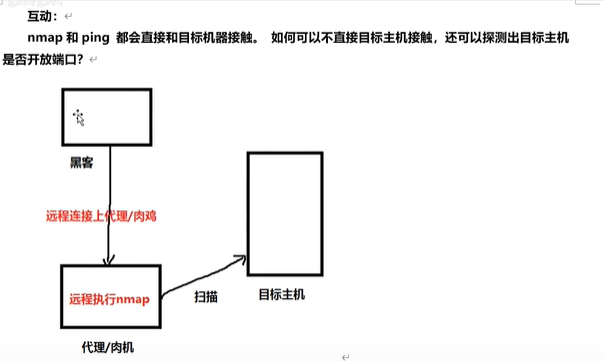 互动：
nmap 和 ping 都会直接和目标机器接触。 如何可以不直接目标主机接触，还可以探测出目标主机
是否开放端口？
黑客
远程连接上代理/肉鸡
远程执行nmap
扫描
目标主机
代理/肉机